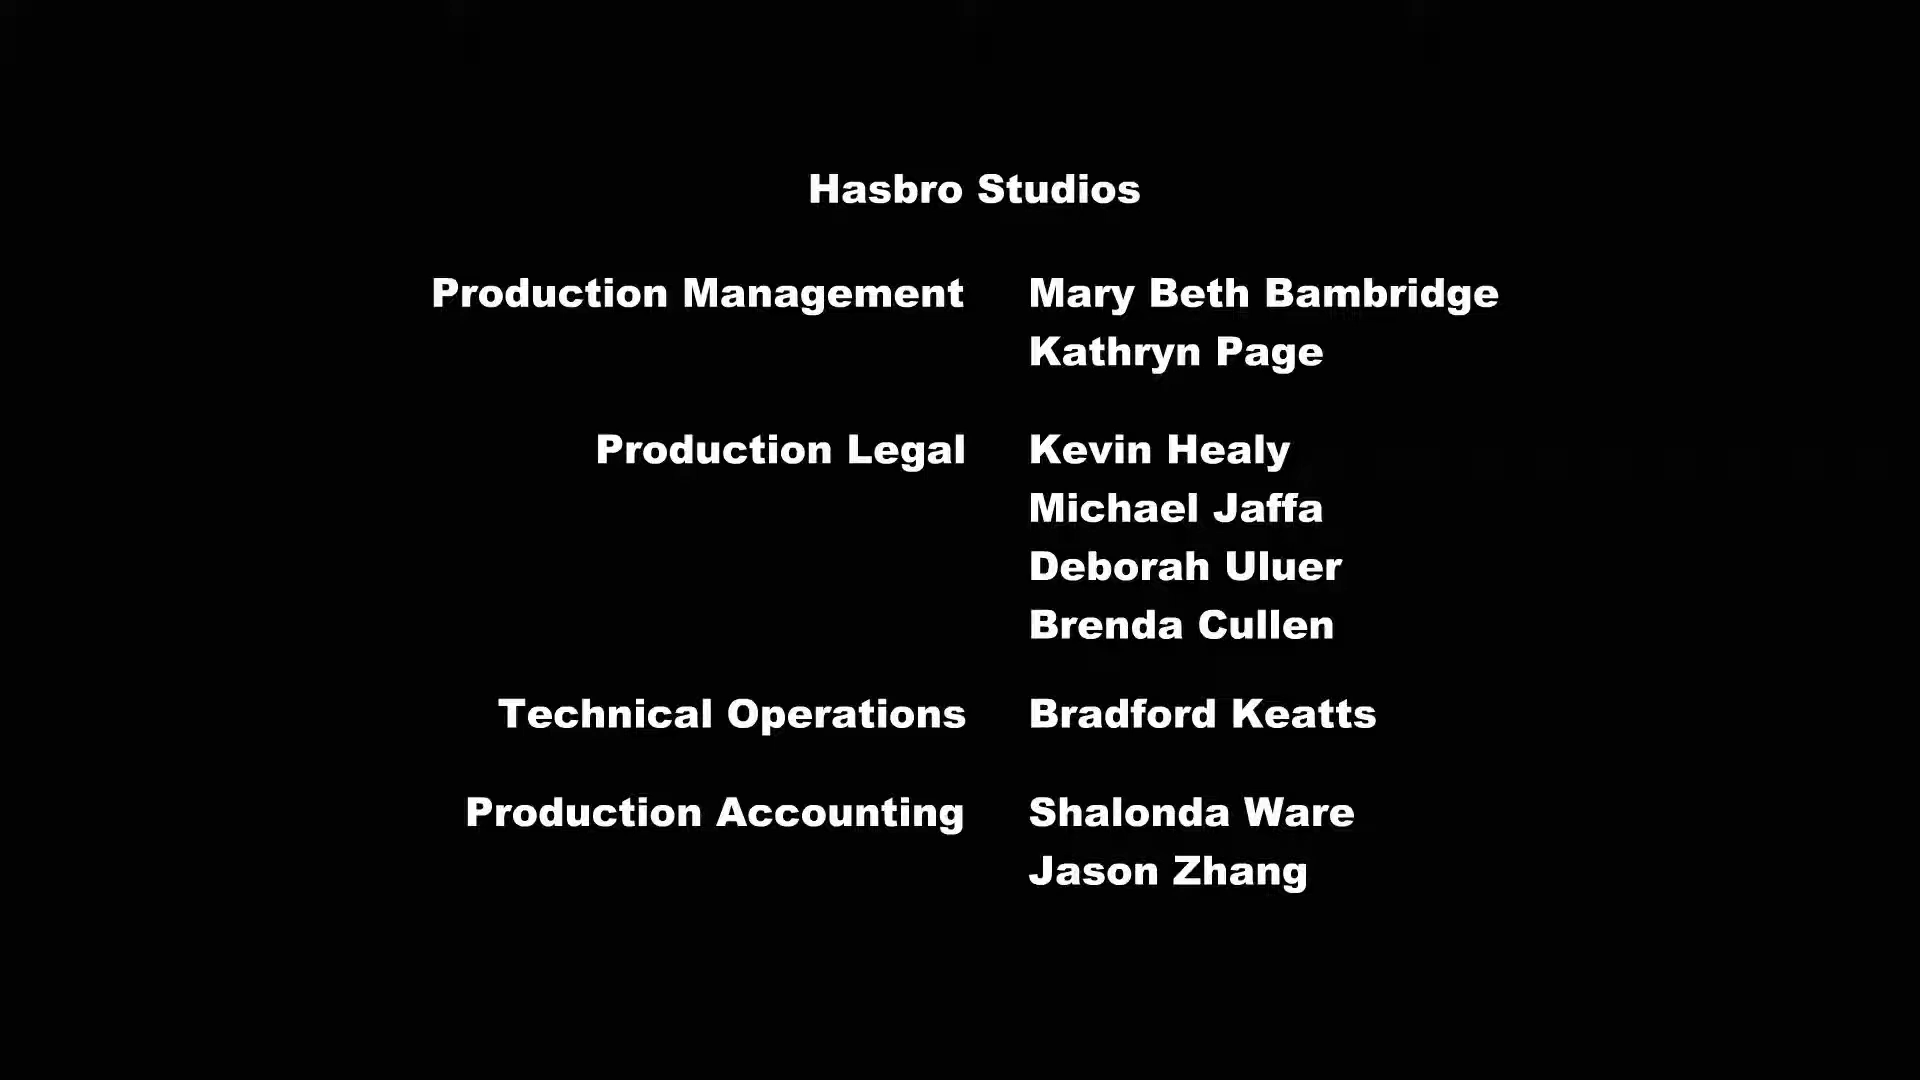 Hasbro Studios
Production Management Mary Beth Bambridge
Kathryn Page
Production Legal Kevin Healy
Michael Jaffa
Deborah Uluer
Brenda Cullen
Technical Operations Bradford Keatts
Production Accounting Shalonda Ware
Jason Zhang